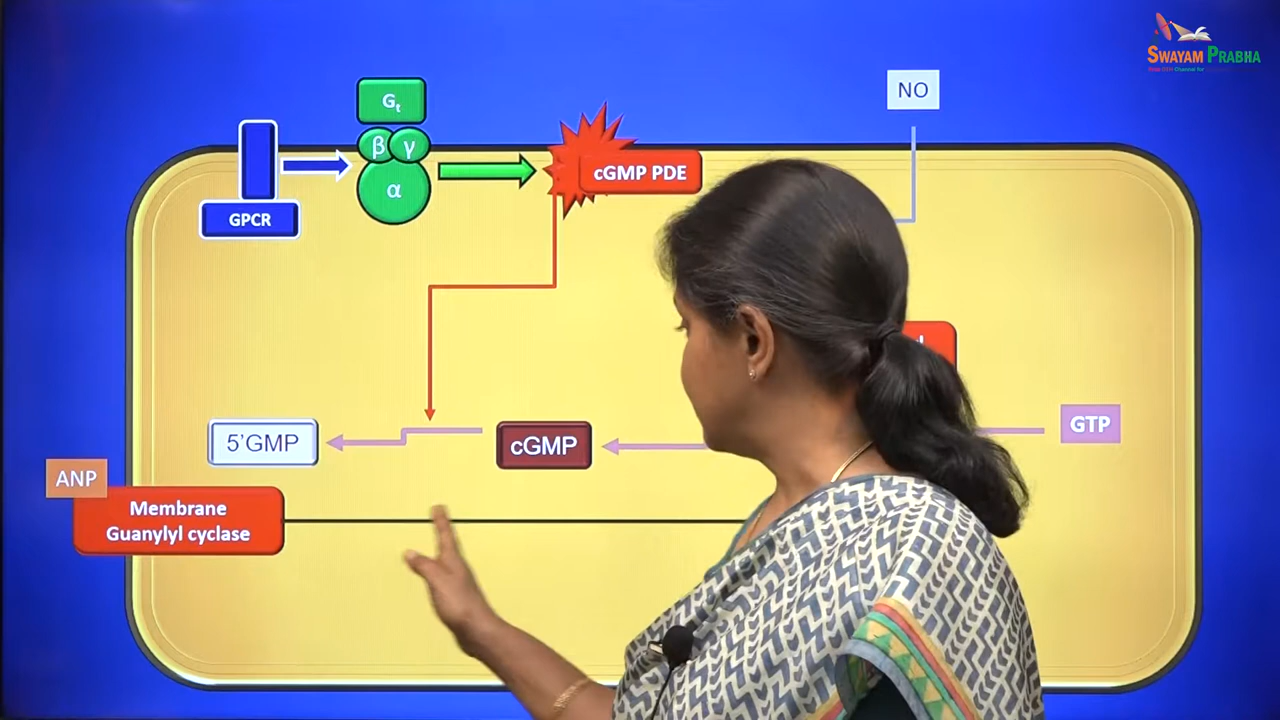 SWAYAM PRABHA
NO
Gt
β γ
cGMP PDE
α
GPCR
GTP
5'GMP
cGMP
ANP
Membrane
Guanylyl cyclase